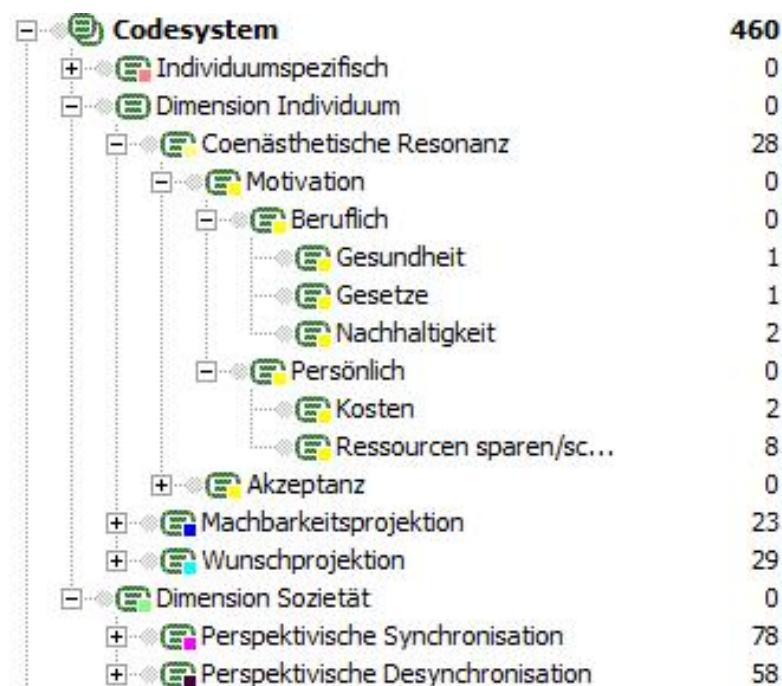 Codesystem 460
Individuumspezifisch 0
Dimension Individuum 0
Coenästhetische Resonanz 28
Motivation 0
Beruflich 0
Gesundheit 1
Gesetze 1
Nachhaltigkeit 2
Persönlich 0
Kosten 2
Ressourcen sparen/sc... 8
Akzeptanz 0
Machbarkeitsprojektion 23
Wunschprojektion 29
Dimension Sozietät 0
Perspektivische Synchronisation 78
Perspektivische Desynchronisation 58